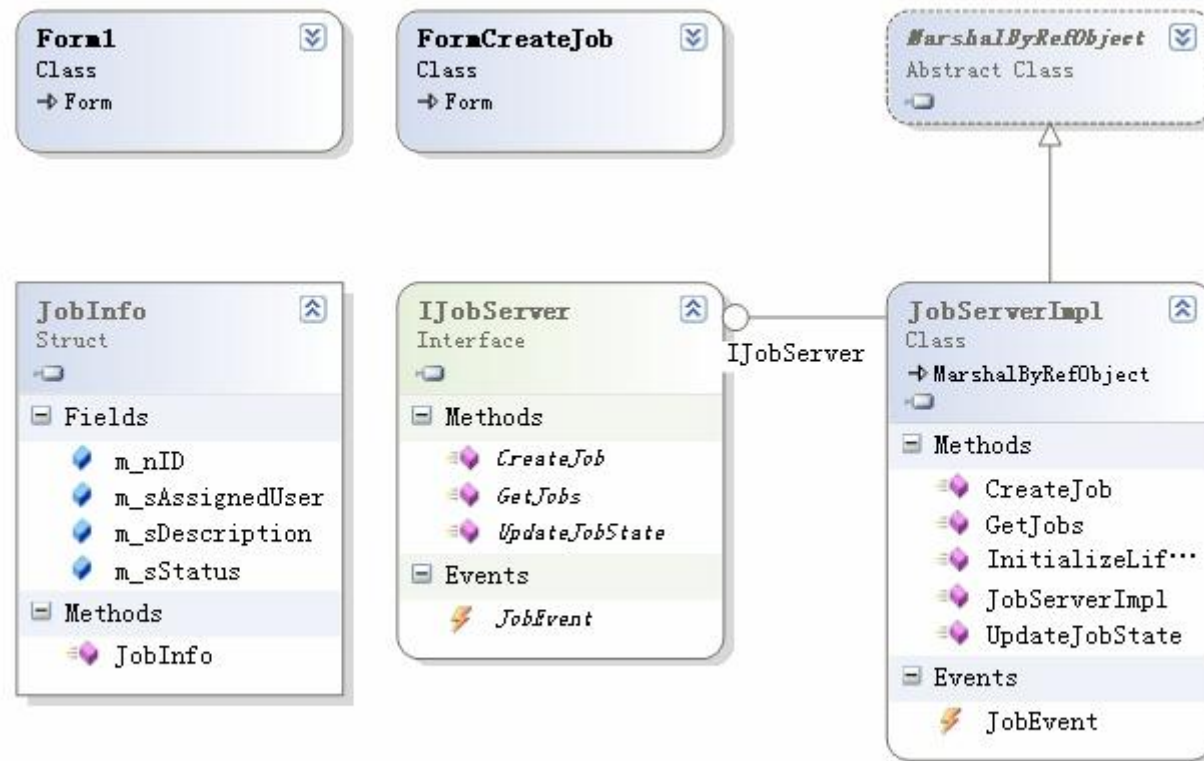 Form1
Class
Form
FormCreateJob
Class
Form
MarshalByRefObject
Abstract Class
JobInfo
Struct
Fields
m_nID
m_sAssignedUser
m_sDescription
m_sStatus
Methods
JobInfo
IJobServer
Interface
Methods
CreateJob
GetJobs
UpdateJobState
Events
JobEvent
IJobServer
JobServerImpl
Class
MarshalByRefObject
Methods
CreateJob
GetJobs
InitializeLif...
JobServerImpl
UpdateJobState
Events
JobEvent